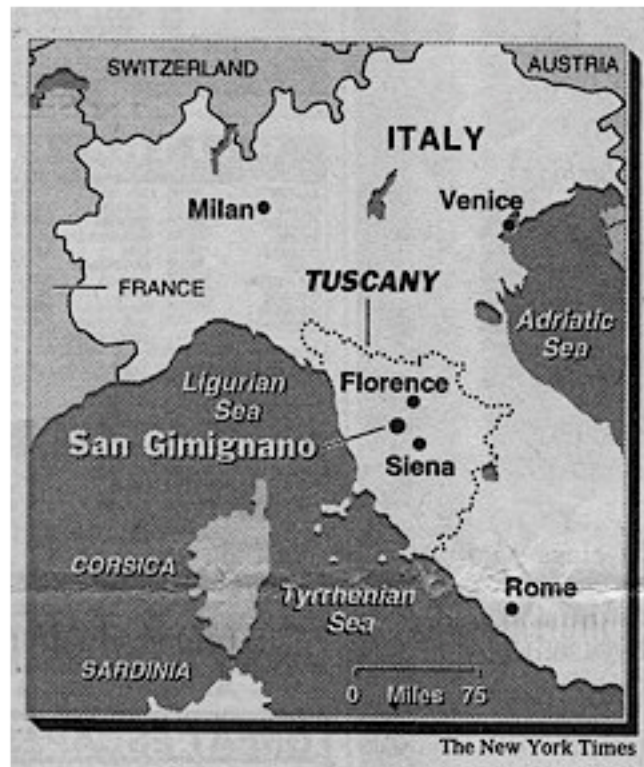 SWITZERLAND
AUSTRIA
ITALY
Milan
Venice
FRANCE
TUSCANY
Adriatic
Sea
Ligurian
Sea
Florence
San Gimignano
Siena
CORSICA
Tyrrhenian
Sea
Rome
SARDINIA
0 Miles 75
The New York Times